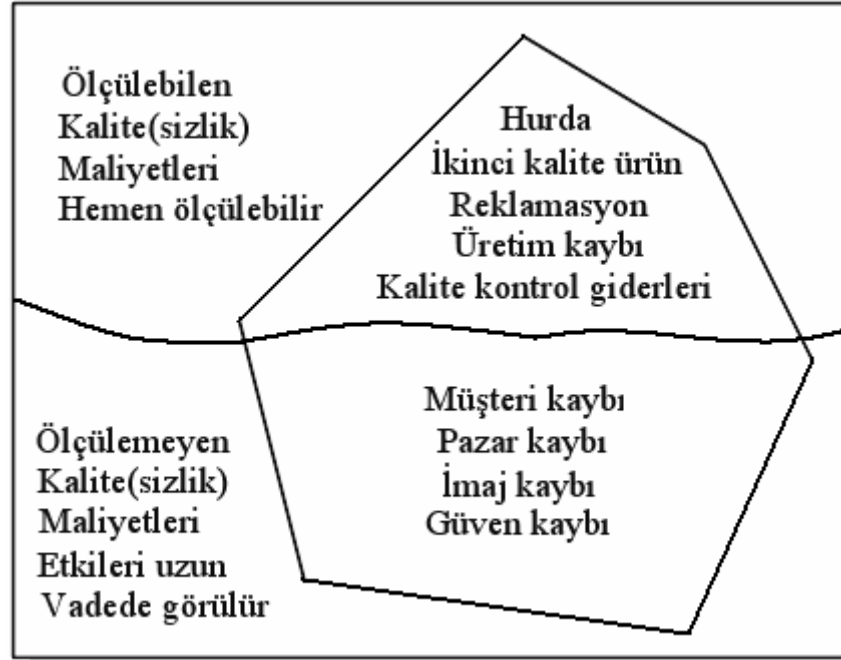 Ölçülebilen
Kalite(sizlik)
Maliyetleri
Hemen ölçülebilir
Hurda
İkinci kalite ürün
Reklamasyon
Üretim kaybı
Kalite kontrol giderleri
Ölçülemeyen
Kalite(sizlik)
Maliyetleri
Etkileri uzun
Vadede görülür
Müşteri kaybı
Pazar kaybı
İmaj kaybı
Güven kaybı